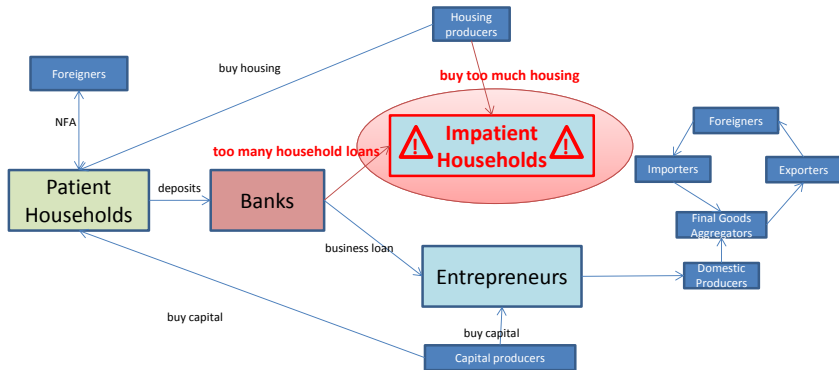 Housing
producers
buy housing
buy too much housing
Foreigners
NFA
Impatient
Households
too many household loans
Foreigners
Importers
Exporters
Patient
Households
deposits
Banks
Final Goods
Aggregators
business loan
Entrepreneurs
Domestic
Producers
buy capital
buy capital
Capital producers